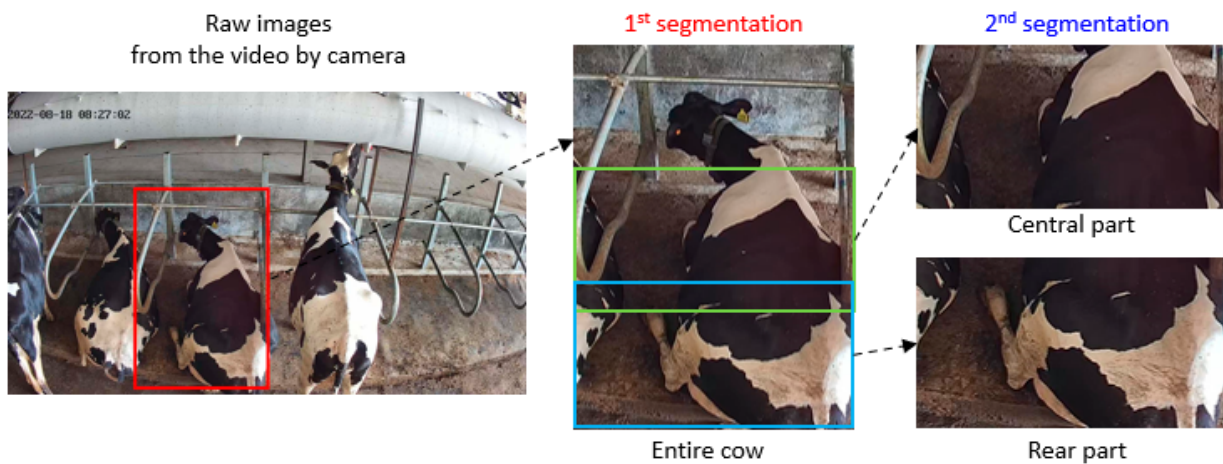 Raw images
from the video by camera
1st segmentation
2nd segmentation
2022-08-18 08:27:02
Central part
Entire cow
Rear part